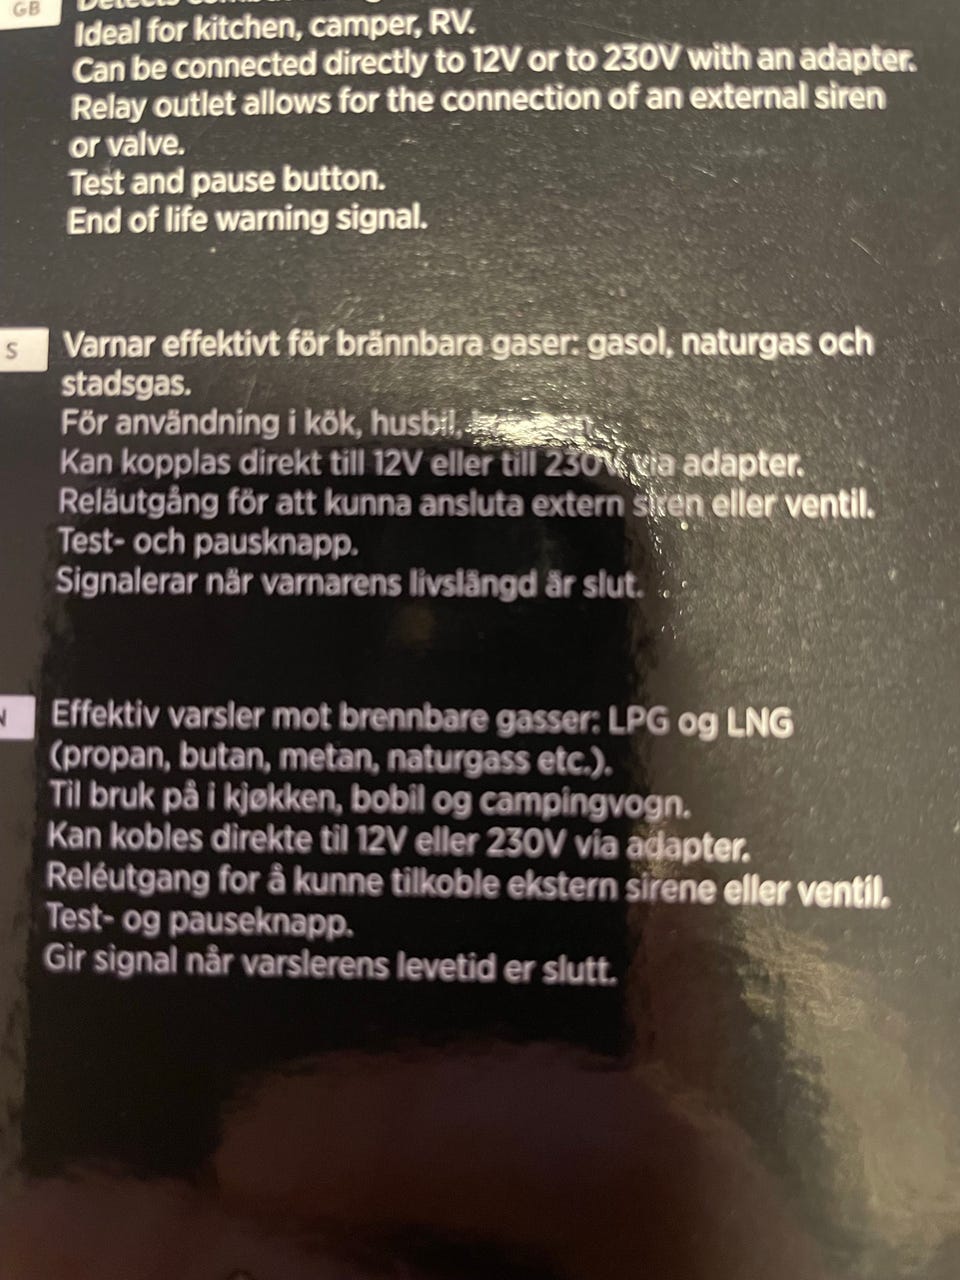 GB
Ideal for kitchen, camper, RV.
Can be connected directly to 12V or to 230V with an adapter.
Relay outlet allows for the connection of an external siren
or valve.
Test and pause button.
End of life warning signal.
S
Varnar effektivt för brännbara gaser: gasol, naturgas och
stadsgas.
För användning i kök, husbil,
Kan kopplas direkt till 12V eller till 230V via adapter.
Reläutgång för att kunna ansluta extern siren eller ventil.
Test- och pausknapp.
Signalerar när varnarens livslängd är slut.
N
Effektiv varsler mot brennbare gasser: LPG og LNG
(propan, butan, metan, naturgass etc.).
Til bruk på i kjøkken, bobil og campingvogn.
Kan kobles direkte til 12V eller 230V via adapter.
Reléutgang for å kunne tilkoble ekstern sirene eller ventil.
Test- og pauseknapp.
Gir signal når varslerens levetid er slutt.